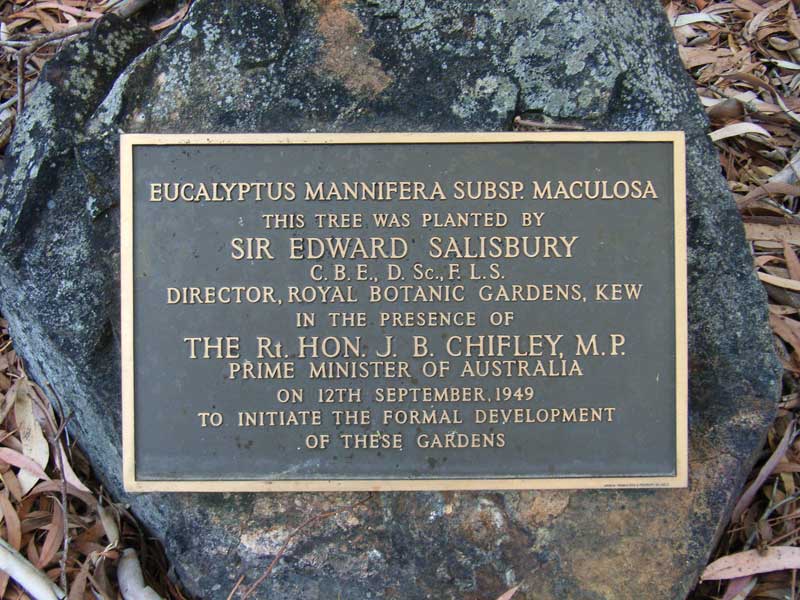 EUCALYPTUS MANNIFERA SUBSP. MACULOSA
THIS TREE WAS PLANTED BY
SIR EDWARD SALISBURY
C. B. E., D. Sc., F. L. S.
DIRECTOR, ROYAL BOTANIC GARDENS, KEW
IN THE PRESENCE OF
THE Rt. HON. J. B. CHIFLEY, M. P.
PRIME MINISTER OF AUSTRALIA
ON 12TH SEPTEMBER, 1949
TO INITIATE THE FORMAL DEVELOPMENT
OF THESE GARDENS